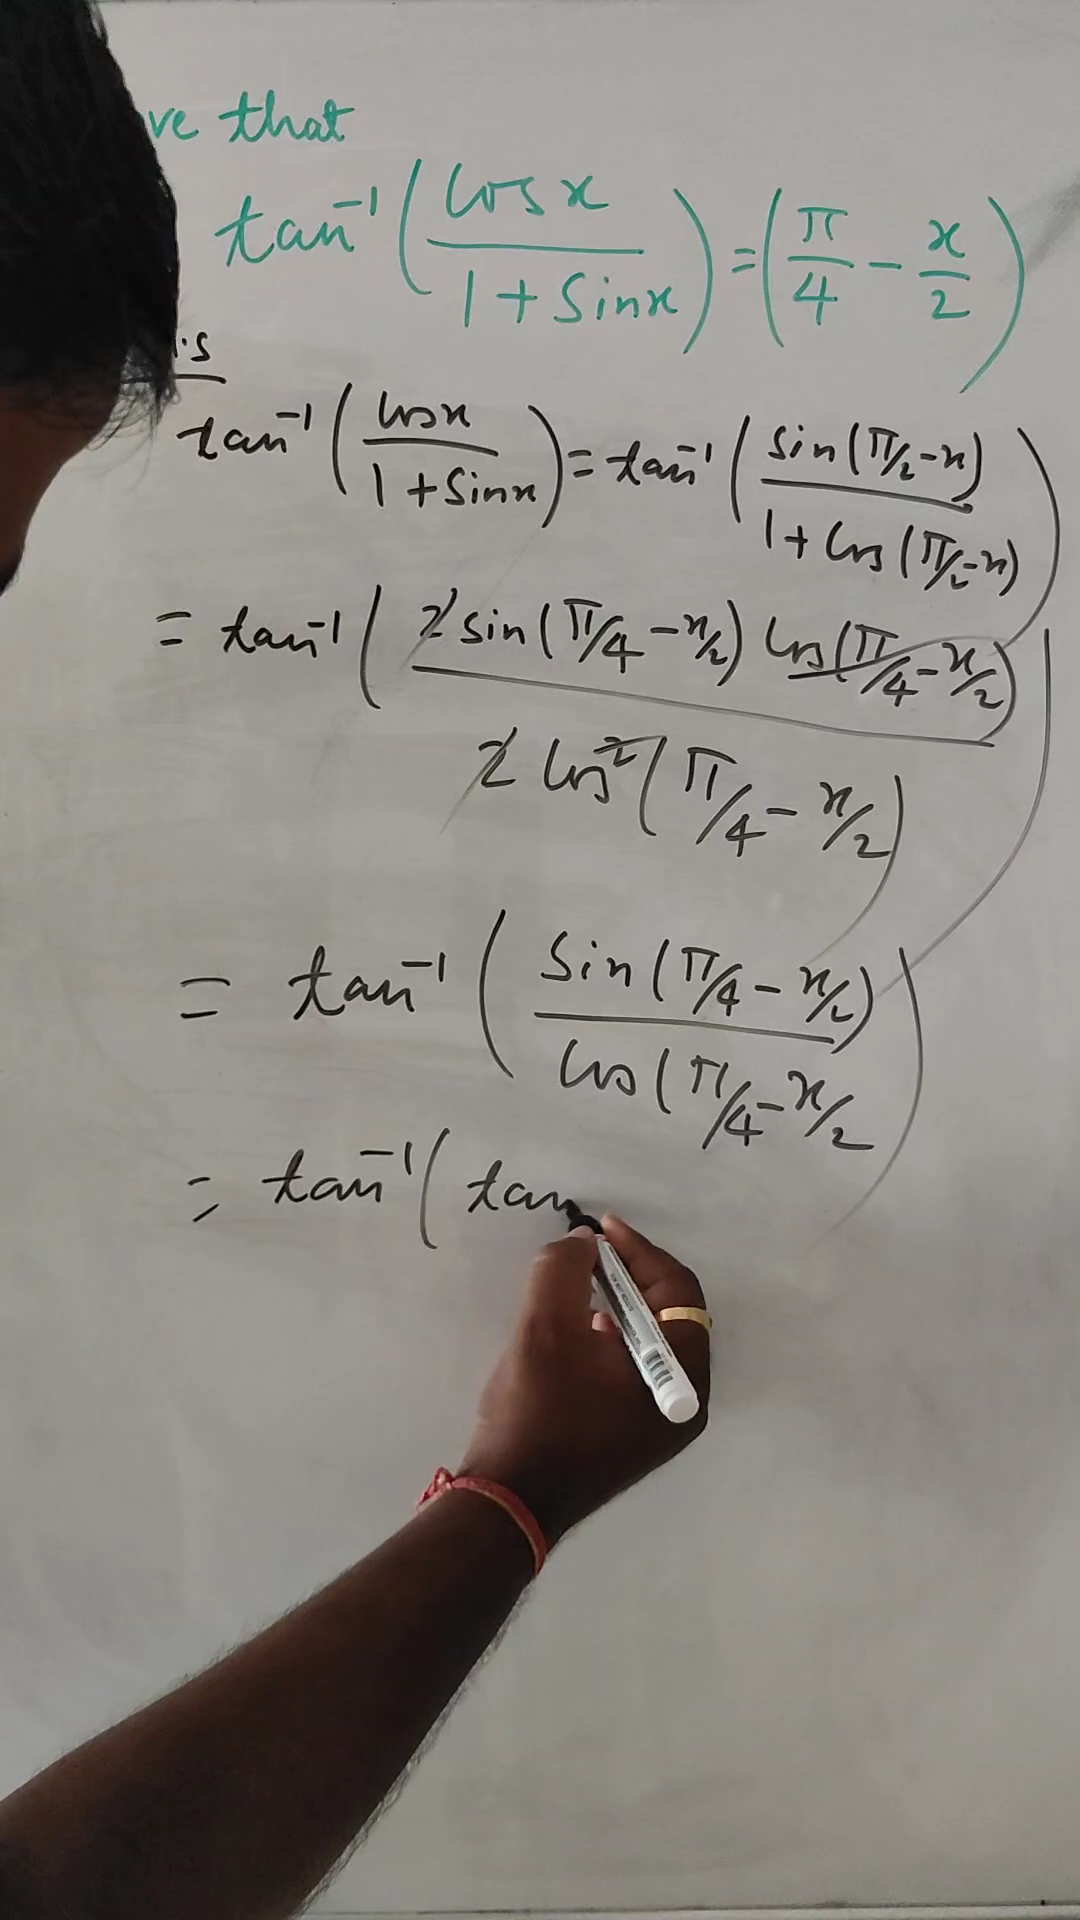 ve that
tan⁻¹ (cos x / 1 + Sin x) = (π/4 - x/2)
.s
tan⁻¹ (cos x / 1 + Sin x) = tan⁻¹ (sin (π/2 - x) / 1 + Cos (π/2 - x))
= tan⁻¹ (2 sin (π/4 - x/2) Cos (π/4 - x/2) / 2 Cos² (π/4 - x/2))
= tan⁻¹ (Sin (π/4 - x/2) / Cos (π/4 - x/2)
= tan⁻¹ ( tan